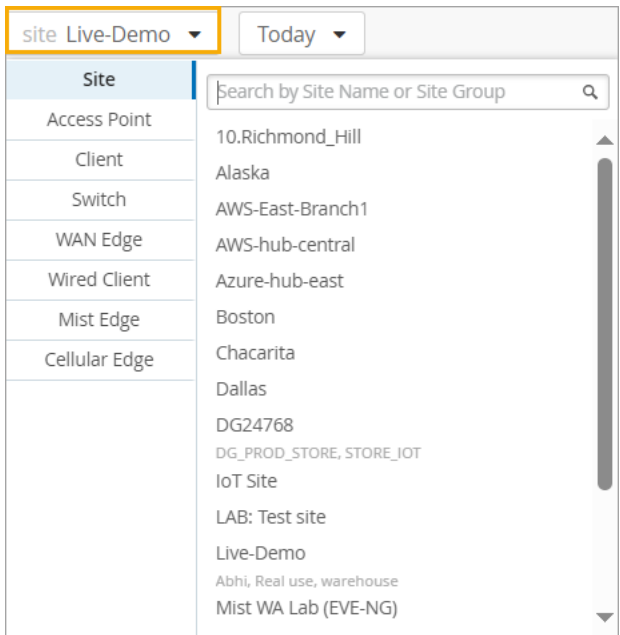 site Live-Demo
Today
Site
Access Point
Client
Switch
WAN Edge
Wired Client
Mist Edge
Cellular Edge
Search by Site Name or Site Group
10.Richmond_Hill
Alaska
AWS-East-Branch1
AWS-hub-central
Azure-hub-east
Boston
Chacarita
Dallas
DG24768
DG_PROD_STORE, STORE_IOT
IoT Site
LAB: Test site
Live-Demo
Abhi, Real use, warehouse
Mist WA Lab (EVE-NG)